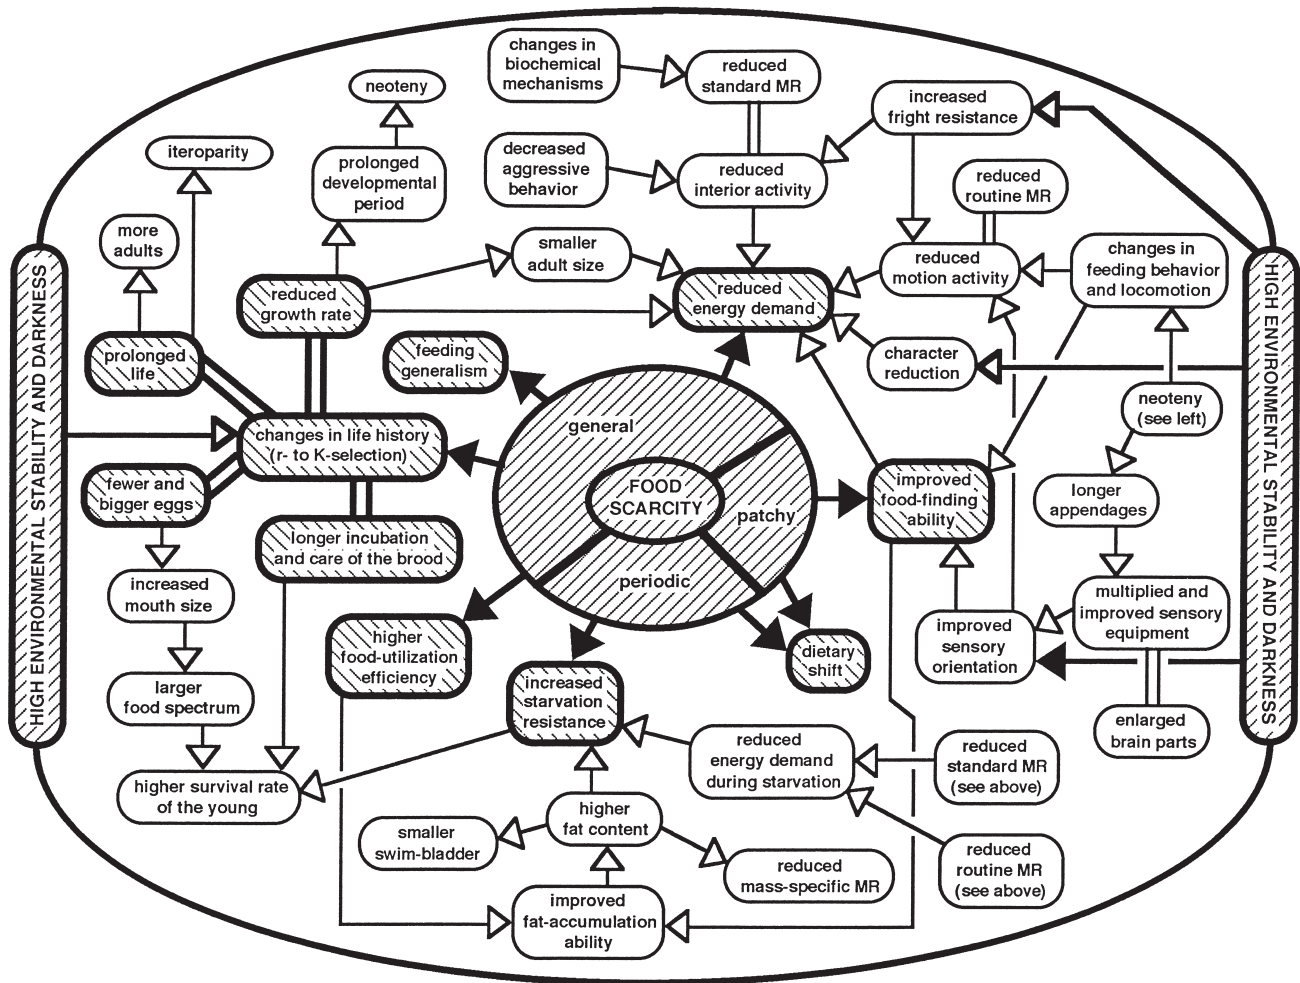 changes in
biochemical
mechanisms
reduced
standard MR
neoteny
increased
fright resistance
iteroparity
prolonged
developmental
period
decreased
aggressive
behavior
reduced
interior activity
reduced
routine MR
more
adults
smaller
adult size
reduced
motion activity
changes in
feeding behavior
and locomotion
HIGH ENVIRONMENTAL STABILITY AND DARKNESS
HIGH ENVIRONMENTAL STABILITY AND DARKNESS
reduced
growth rate
reduced
energy demand
prolonged
life
feeding
generalism
character
reduction
neoteny
(see left)
changes in life history
(r- to K-selection)
general
FOOD
SCARCITY
patchy
periodic
improved
food-finding
ability
fewer and
bigger eggs
longer
appendages
longer incubation
and care of the brood
increased
mouth size
multiplied and
improved sensory
equipment
higher
food-utilization
efficiency
dietary
shift
improved
sensory
orientation
larger
food spectrum
increased
starvation
resistance
enlarged
brain parts
reduced
energy demand
during starvation
reduced
standard MR
(see above)
higher survival rate
of the young
higher
fat content
smaller
swim-bladder
reduced
mass-specific MR
reduced
routine MR
(see above)
improved
fat-accumulation
ability